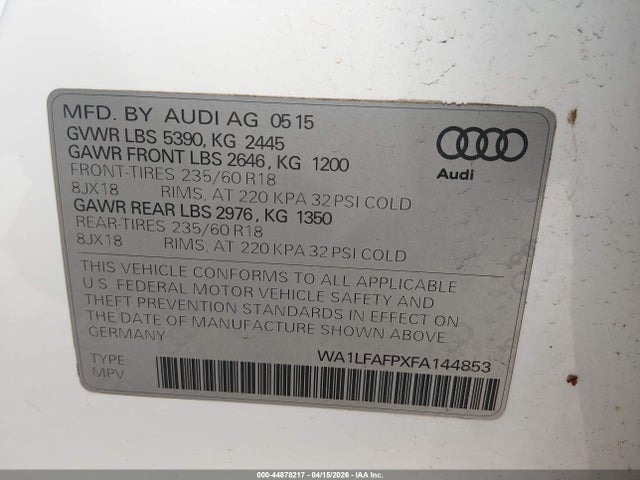 MFD. BY AUDI AG 0515
GVWR LBS 5390, KG 2445
GAWR FRONT LBS 2646, KG 1200
FRONT-TIRES 235/60 R18
8JX18 RIMS, AT 220 KPA 32 PSI COLD
GAWR REAR LBS 2976, KG 1350
REAR-TIRES 235/60 R18
8JX18 RIMS, AT 220 KPA 32 PSI COLD
Audi
THIS VEHICLE CONFORMS TO ALL APPLICABLE
U.S. FEDERAL MOTOR VEHICLE SAFETY AND
THEFT PREVENTION STANDARDS IN EFFECT ON
THE DATE OF MANUFACTURE SHOWN ABOVE.
GERMANY
WA1LFAFPXFA144853
TYPE
MPV
000-44878217 - 04/15/2026 - IAAI.COM